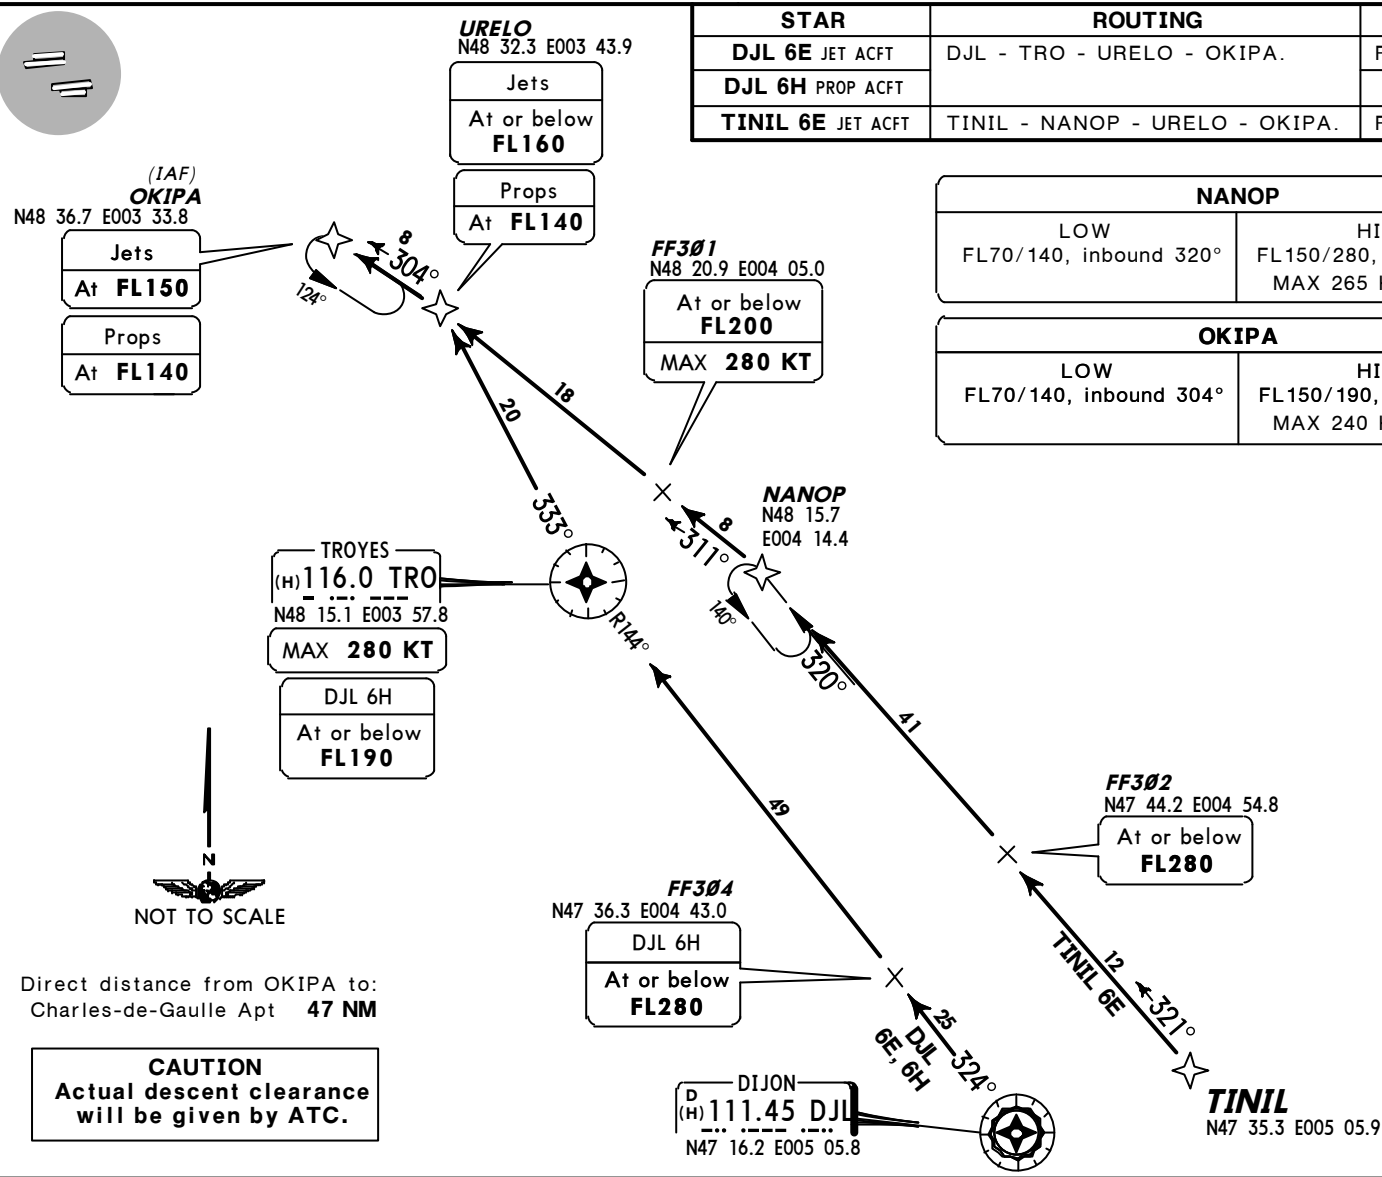 STAR ROUTING
DJL 6E JET ACFT DJL - TRO - URELO - OKIPA.
DJL 6H PROP ACFT
TINIL 6E JET ACFT TINIL - NANOP - URELO - OKIPA.
URELO
N48 32.3 E003 43.9
Jets
At or below
FL160
Props
At FL140
(IAF)
OKIPA
N48 36.7 E003 33.8
Jets
At FL150
Props
At FL140
8
304°
124°
NANOP
LOW
FL70/140, inbound 320°
HI
FL150/280,
MAX 265
OKIPA
LOW
FL70/140, inbound 304°
HI
FL150/190,
MAX 240
FF3Ø1
N48 20.9 E004 05.0
At or below
FL200
MAX 280 KT
20
18
333°
NANOP
N48 15.7
E004 14.4
8
311°
140°
320°
TROYES
(H) 116.0 TRO
N48 15.1 E003 57.8
MAX 280 KT
DJL 6H
At or below
FL190
R144°
41
49
FF3Ø2
N47 44.2 E004 54.8
At or below
FL280
N
NOT TO SCALE
FF3Ø4
N47 36.3 E004 43.0
DJL 6H
At or below
FL280
12
TINIL 6E
321°
25
DJL
6E, 6H
324°
Direct distance from OKIPA to:
Charles-de-Gaulle Apt 47 NM
CAUTION
Actual descent clearance
will be given by ATC.
DIJON
D
(H) 111.45 DJL
N47 16.2 E005 05.8
TINIL
N47 35.3 E005 05.9